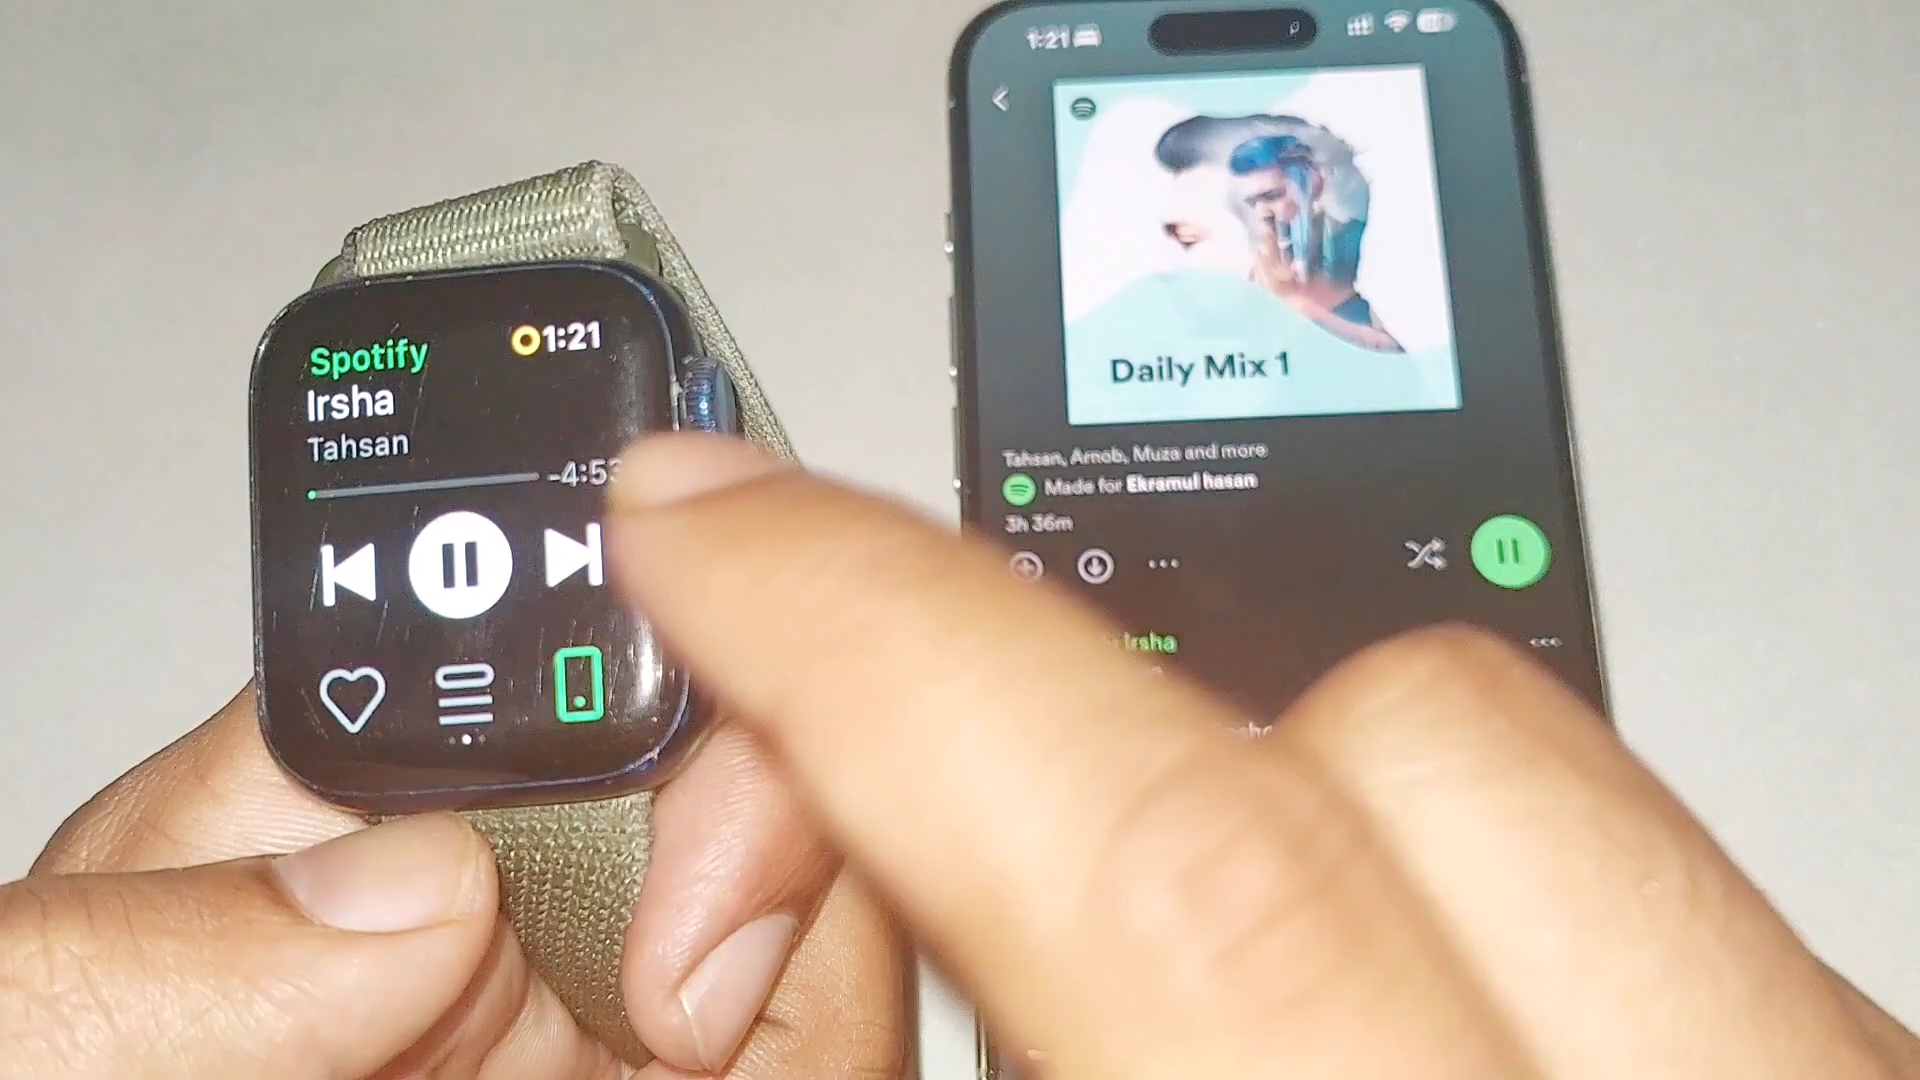 Spotify
1:21
Irsha
Tahsan
-4:53
1:21
Daily Mix 1
Tahsan, Arnob, Muza and more
Made for Ekramul hasan
3h 36m
Irsha